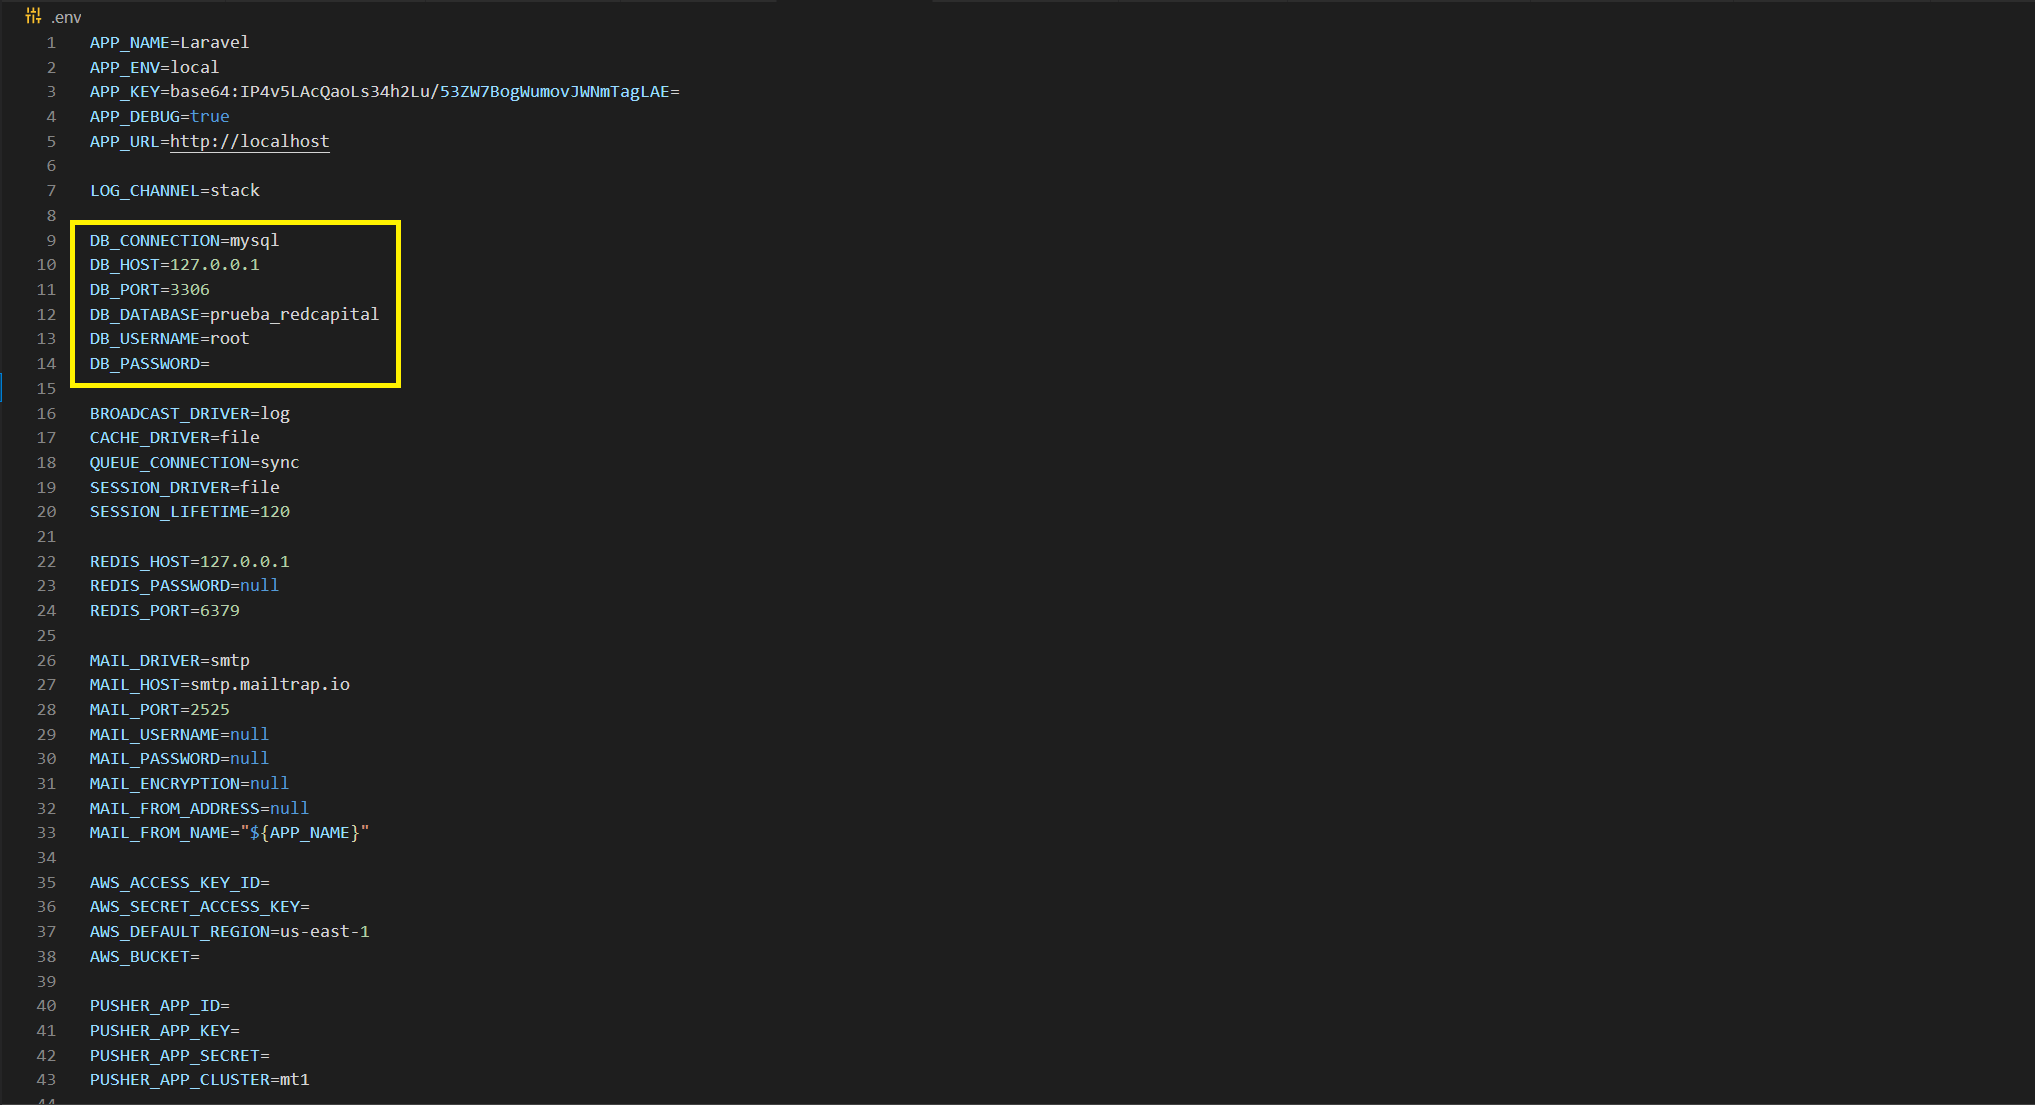 .env
1 APP_NAME=Laravel
2 APP_ENV=local
3 APP_KEY=base64:IP4v5LAcQaoLs34h2Lu/53ZW7BogWumovJWNmTagLAE=
4 APP_DEBUG=true
5 APP_URL=http://localhost
6
7 LOG_CHANNEL=stack
8
9 DB_CONNECTION=mysql
10 DB_HOST=127.0.0.1
11 DB_PORT=3306
12 DB_DATABASE=prueba_redcapital
13 DB_USERNAME=root
14 DB_PASSWORD=
15
16 BROADCAST_DRIVER=log
17 CACHE_DRIVER=file
18 QUEUE_CONNECTION=sync
19 SESSION_DRIVER=file
20 SESSION_LIFETIME=120
21
22 REDIS_HOST=127.0.0.1
23 REDIS_PASSWORD=null
24 REDIS_PORT=6379
25
26 MAIL_DRIVER=smtp
27 MAIL_HOST=smtp.mailtrap.io
28 MAIL_PORT=2525
29 MAIL_USERNAME=null
30 MAIL_PASSWORD=null
31 MAIL_ENCRYPTION=null
32 MAIL_FROM_ADDRESS=null
33 MAIL_FROM_NAME="${APP_NAME}"
34
35 AWS_ACCESS_KEY_ID=
36 AWS_SECRET_ACCESS_KEY=
37 AWS_DEFAULT_REGION=us-east-1
38 AWS_BUCKET=
39
40 PUSHER_APP_ID=
41 PUSHER_APP_KEY=
42 PUSHER_APP_SECRET=
43 PUSHER_APP_CLUSTER=mt1
44